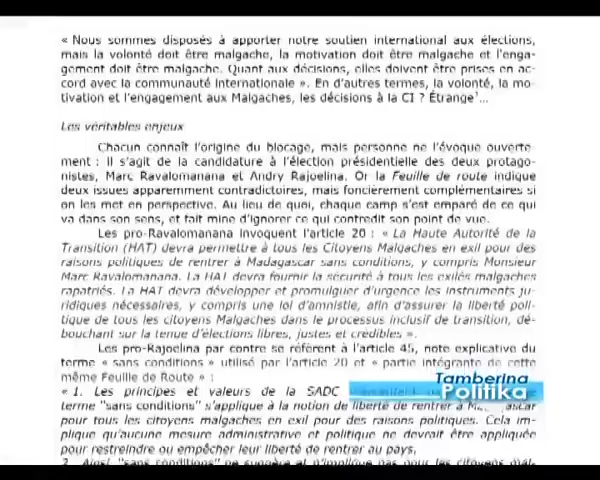 « Nous sommes disposés à apporter notre soutien international aux élections,
mais la volonté doit être malgache, la motivation doit être malgache et l'enga-
gement doit être malgache. Quant aux décisions, elles doivent être prises en ac-
cord avec la communauté internationale ». En d'autres termes, la volonté, la mo-
tivation et l'engagement aux Malgaches, les décisions à la CI ? Étrange...
Les véritables enjeux
Chacun connaît l'origine du blocage, mais personne ne l'évoque ouverte-
ment : il s'agit de la candidature à l'élection présidentielle des deux protago-
nistes, Marc Ravalomanana et Andry Rajoelina. Or la Feuille de route indique
deux issues apparemment contradictoires, mais foncièrement complémentaires si
on les met en perspective. Au lieu de quoi, chaque camp s'est emparé de ce qui
va dans son sens, et fait mine d'ignorer ce qui contredit son point de vue.
Les pro-Ravalomanana invoquent l'article 20 : « La Haute Autorité de la
Transition (HAT) devra permettre à tous les Citoyens Malgaches en exil pour des
raisons politiques de rentrer à Madagascar sans conditions, y compris Monsieur
Marc Ravalomanana. La HAT devra fournir la sécurité à tous les exilés malgaches
rapatriés. La HAT devra développer et promulguer d'urgence les instruments ju-
ridiques nécessaires, y compris une loi d'amnistie, afin d'assurer la liberté poli-
tique de tous les citoyens Malgaches dans le processus inclusif de transition, dé-
bouchant sur la tenue d'élections libres, justes et credibles ».
Les pro-Rajoelina par contre se réfèrent à l'article 45, note explicative du
terme « sans conditions » utilisé par l'article 20 et « partie intégrante de cette
même Feuille de Route » :
Tamberina
Politika
« 1. Les principes et valeurs de la SADC
terme "sans conditions" s'applique à la notion de liberté de rentrer à
pour tous les citoyens malgaches en exil pour des raisons politiques. Cela im-
plique qu'aucune mesure administrative et politique ne devrait être appliquée
pour restreindre ou empêcher leur liberté de rentrer au pays,
2. Ainsi "sans conditions" ne suggère et n'implique pas pour les citoyens mal-